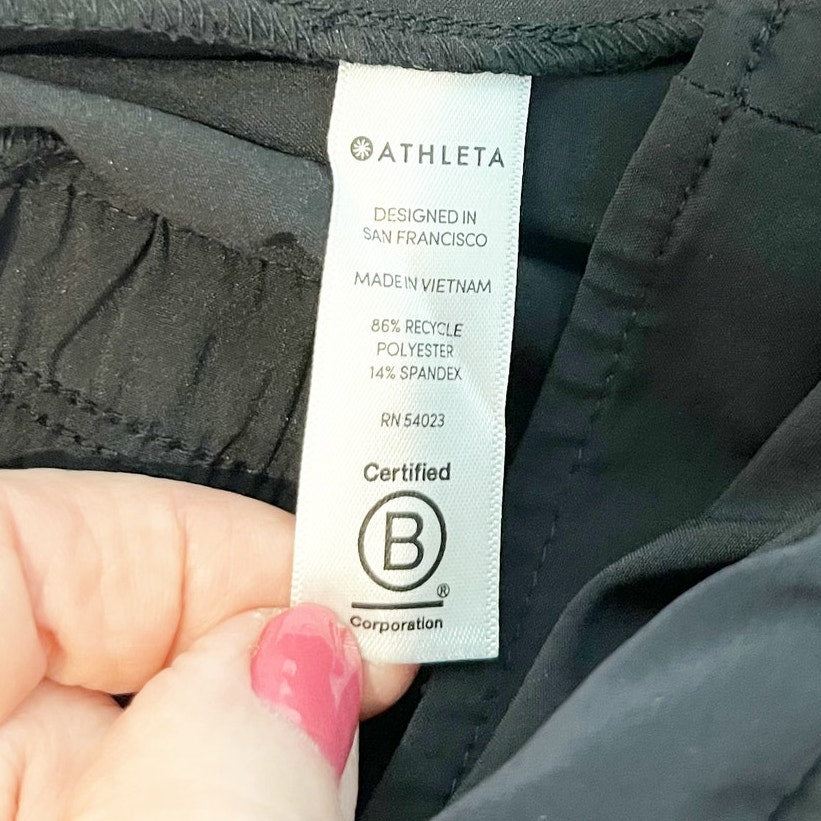 ATHLETA
DESIGNED IN
SAN FRANCISCO
MADE IN VIETNAM
86% RECYCLE
POLYESTER
14% SPANDEX
RN 54023
Certified
B
®
Corporation